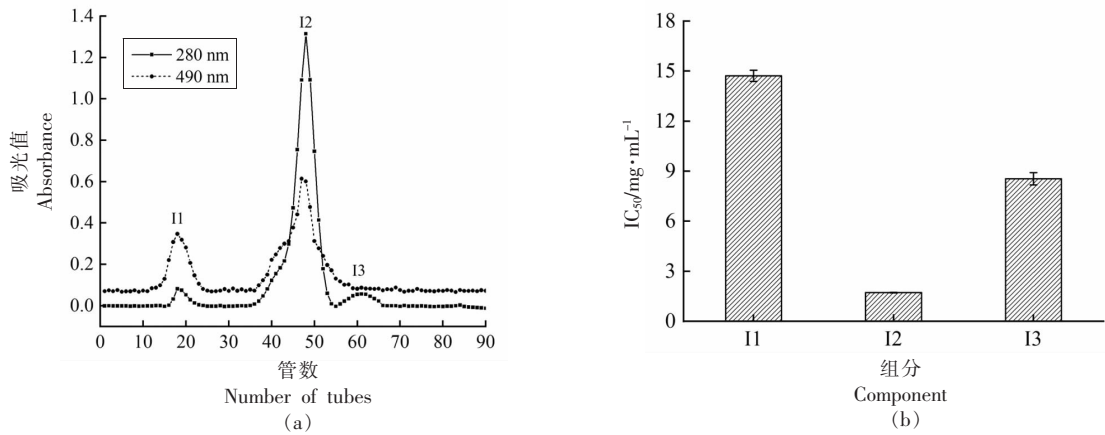 1.4
1.2
1.0
0.8
0.6
0.4
0.2
0.0
吸光值
Absorbance
280 nm
490 nm
I1
I2
I3
0 10 20 30 40 50 60 70 80 90
管数
Number of tubes
(a)
18
15
12
9
6
3
0
IC₅₀/mg·mL⁻¹
I1 I2 I3
组分
Component
(b)